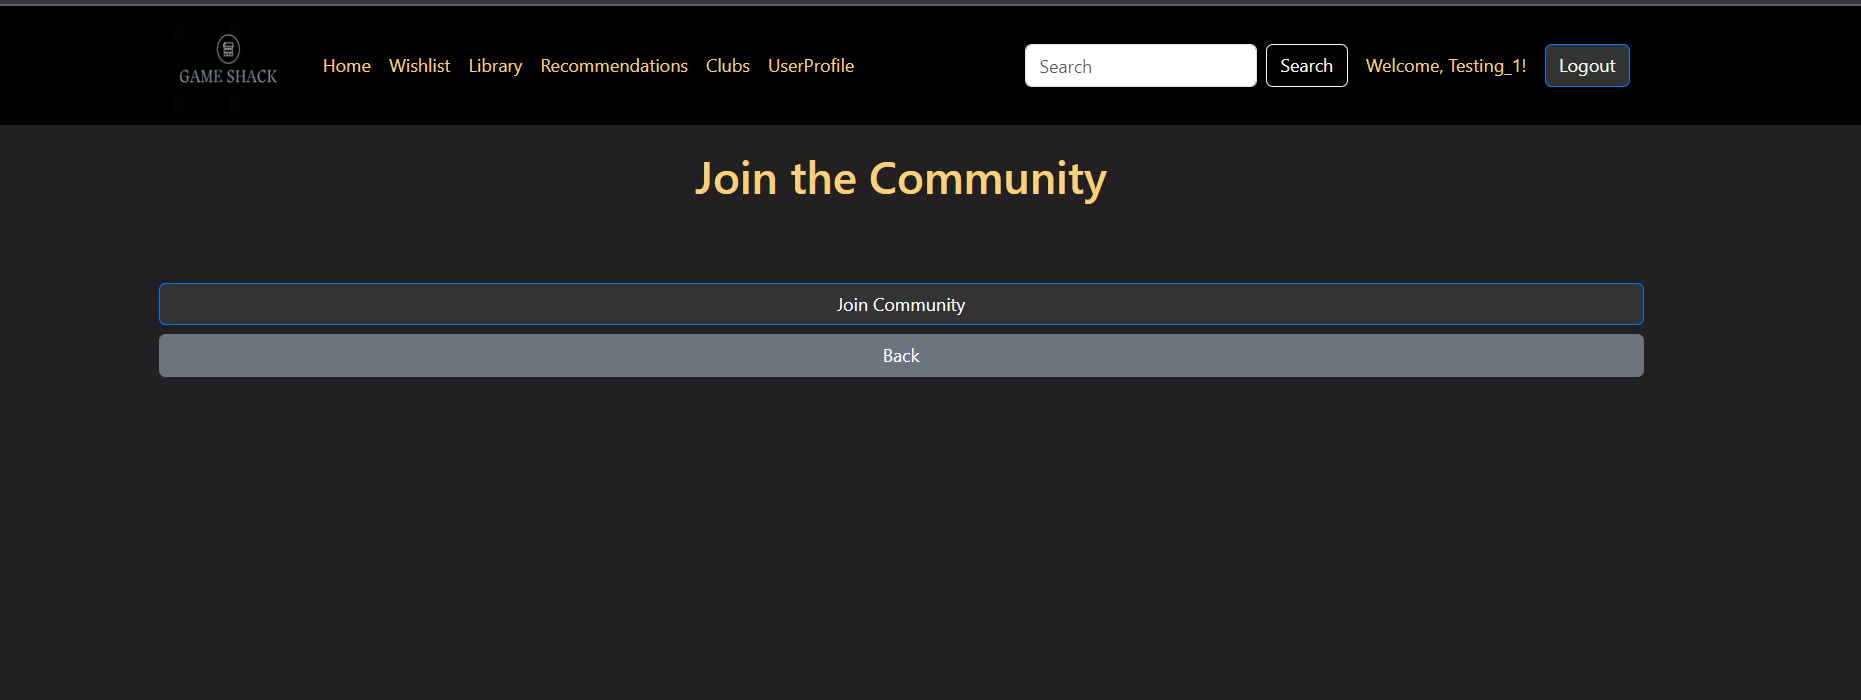 GAME SHACK
Home Wishlist Library Recommendations Clubs UserProfile Search Search Welcome, Testing_1! Logout
Join the Community
Join Community
Back